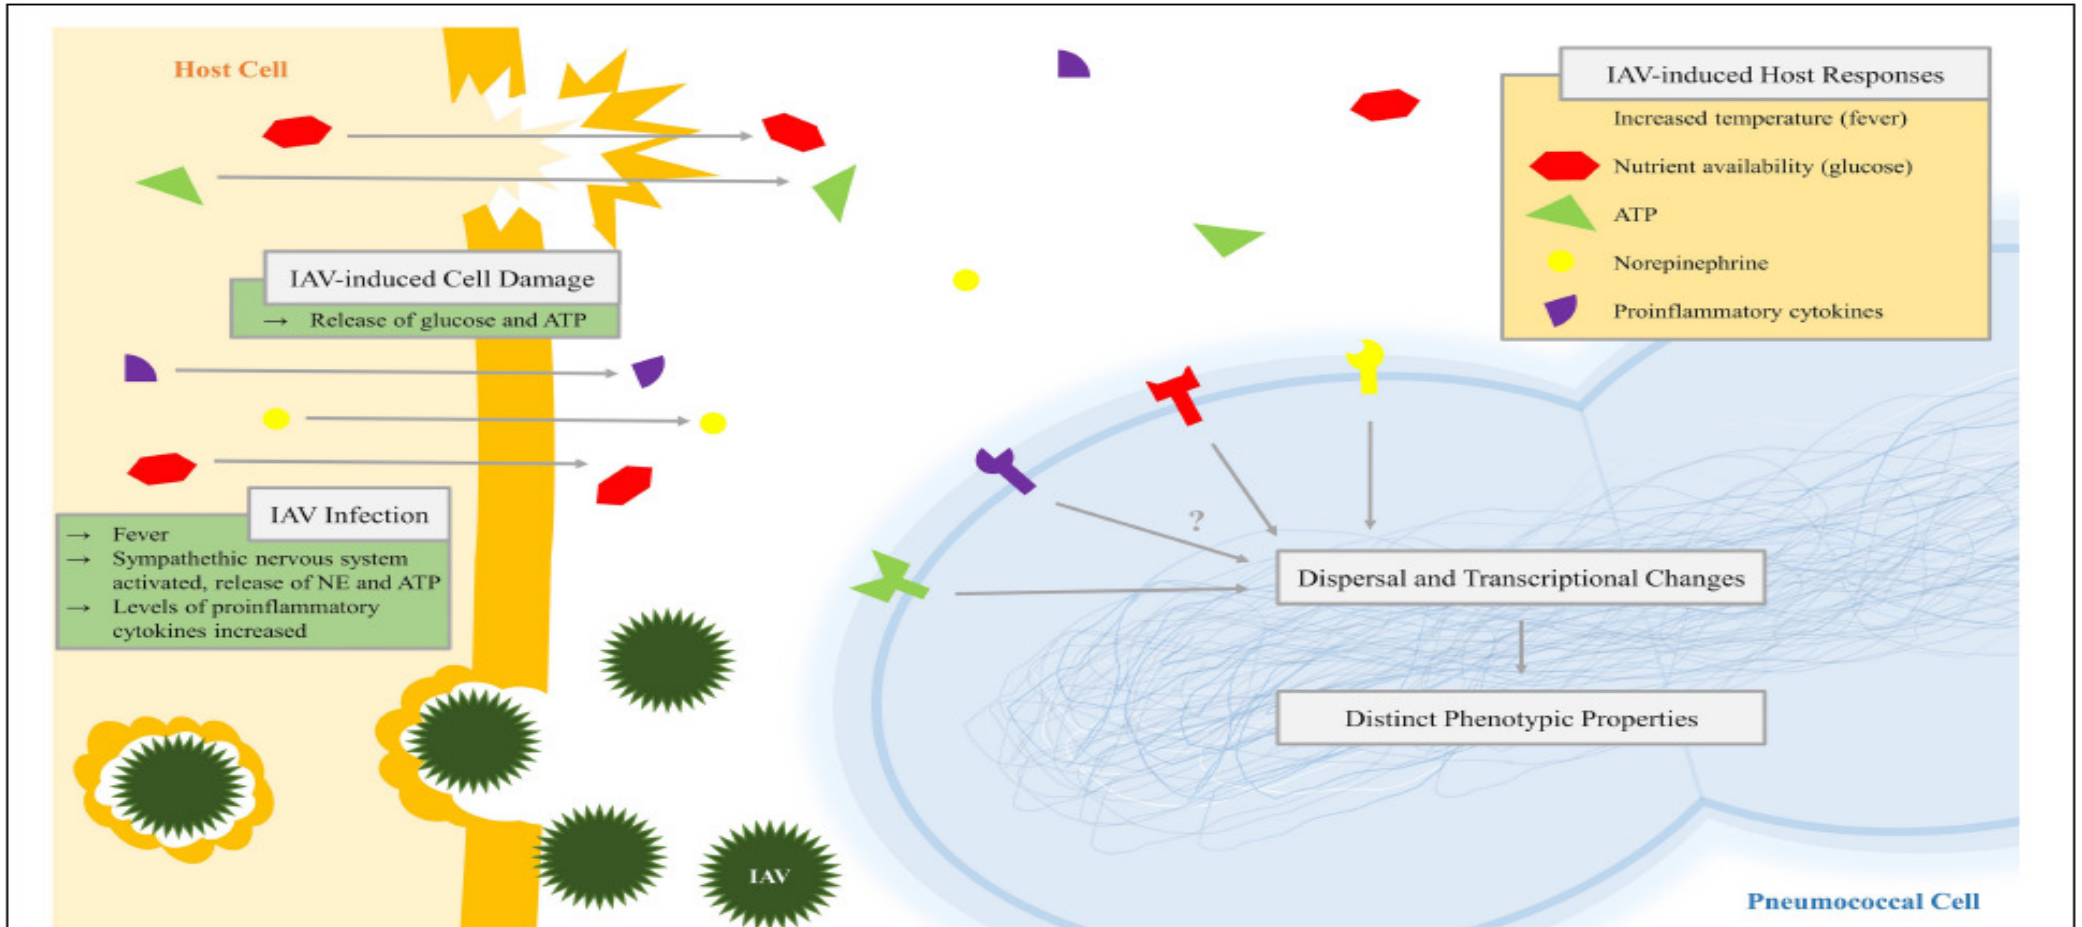 Host Cell
IAV-induced Cell Damage
→ Release of glucose and ATP
IAV Infection
→ Fever
→ Sympathethic nervous system
activated, release of NE and ATP
→ Levels of proinflammatory
cytokines increased
IAV
IAV-induced Host Responses
Increased temperature (fever)
Nutrient availability (glucose)
ATP
Norepinephrine
Proinflammatory cytokines
?
Dispersal and Transcriptional Changes
Distinct Phenotypic Properties
Pneumococcal Cell